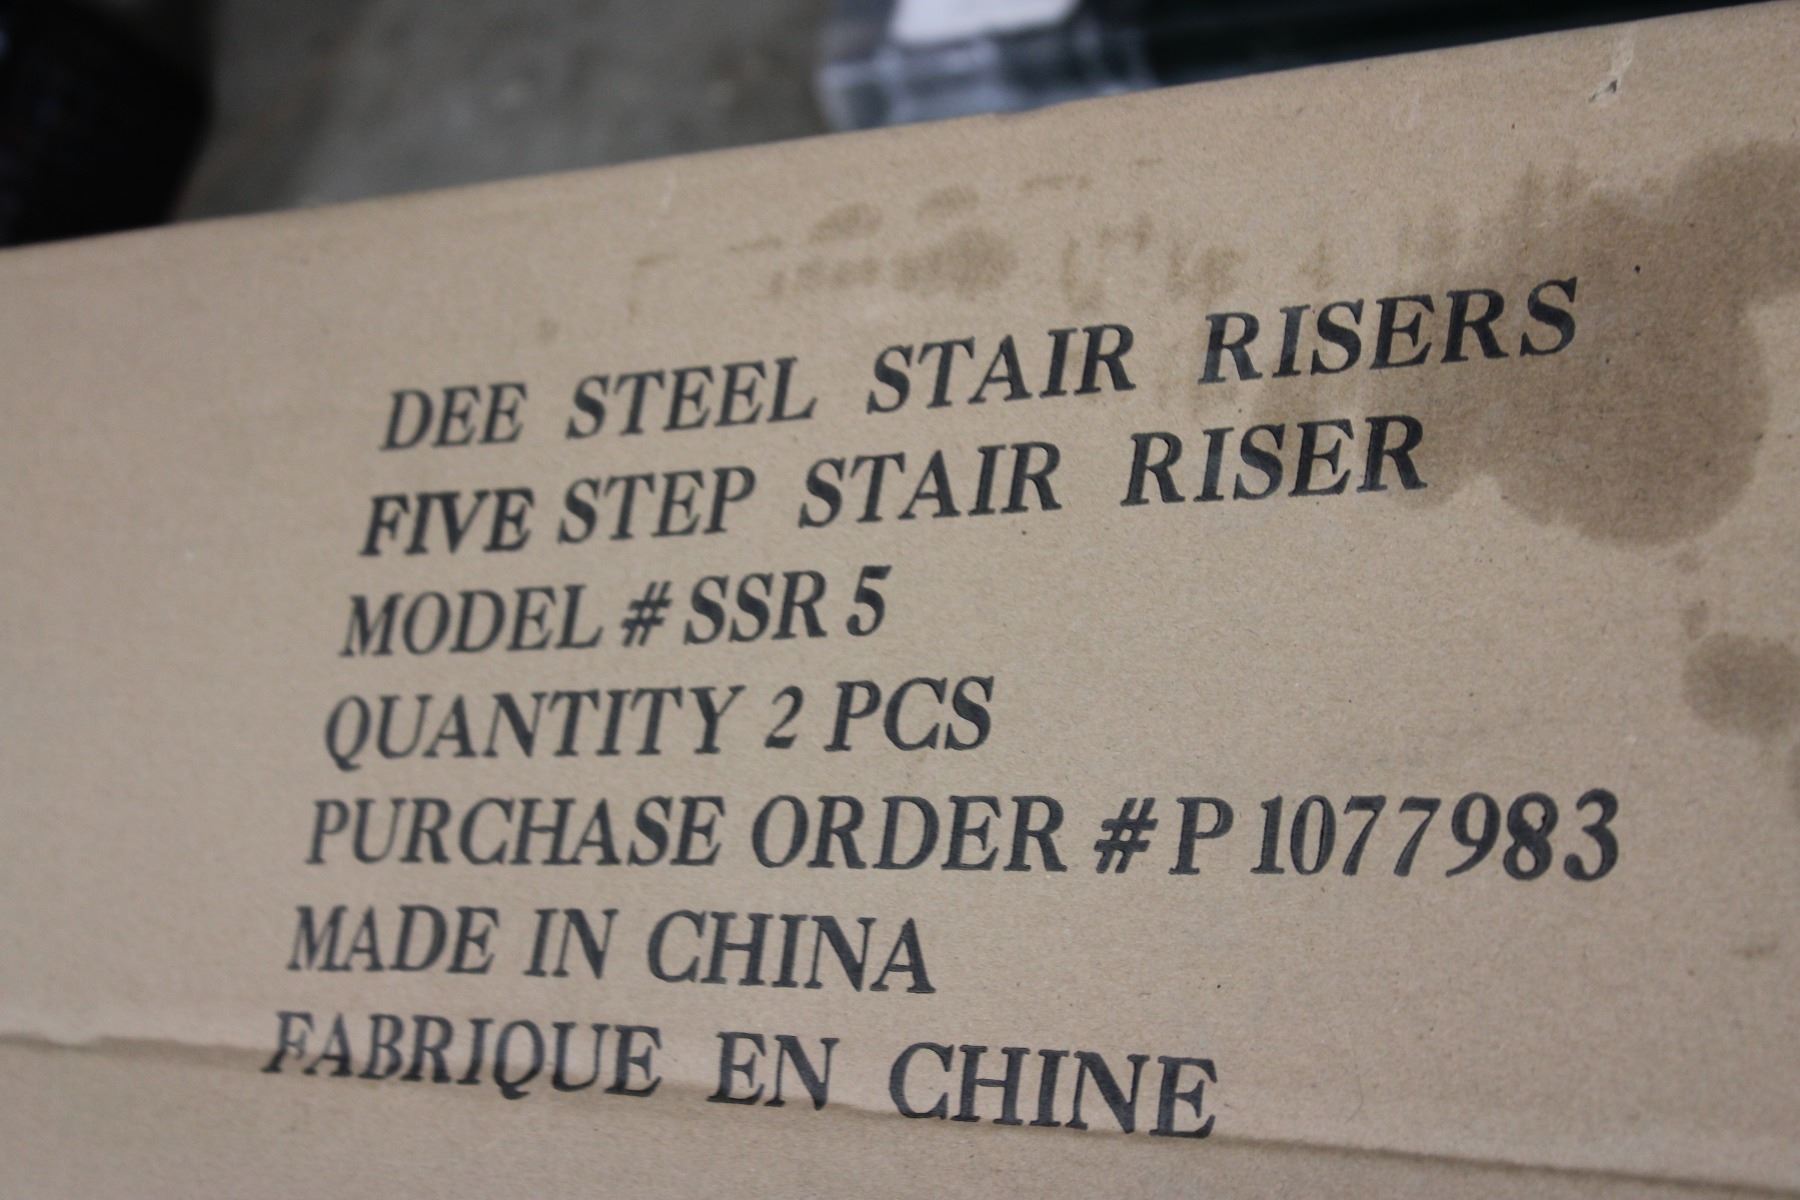 DEE STEEL STAIR RISERS
FIVE STEP STAIR RISER
MODEL # SSR 5
QUANTITY 2 PCS
PURCHASE ORDER # P 1077983
MADE IN CHINA
FABRIQUE EN CHINE